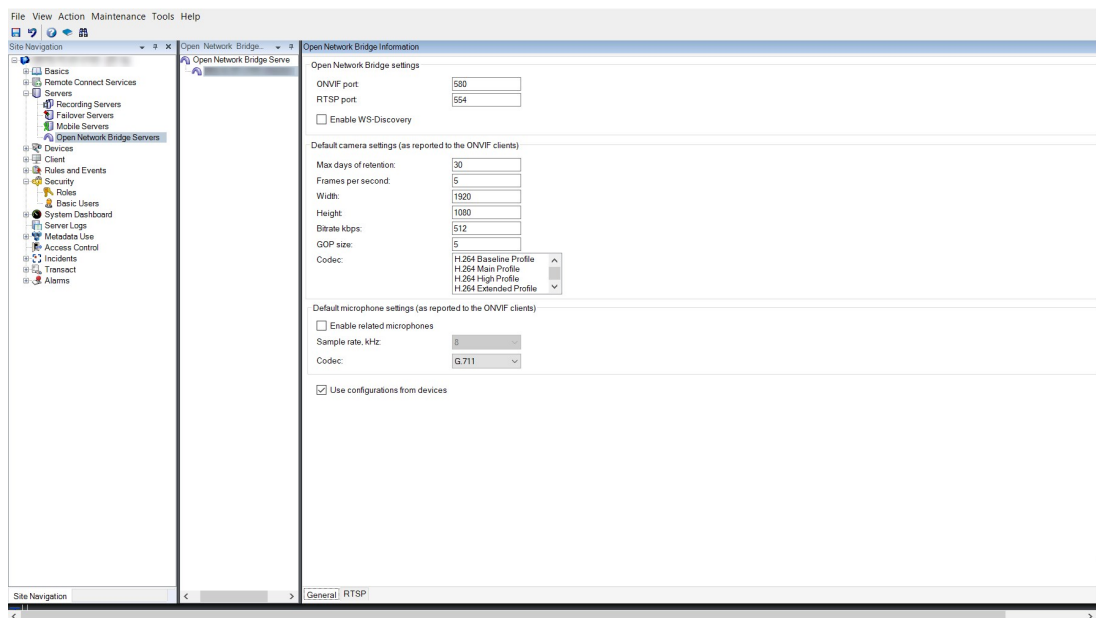 File View Action Maintenance Tools Help
Site Navigation
Basics
Remote Connect Services
Servers
Recording Servers
Failover Servers
Mobile Servers
Open Network Bridge Servers
Devices
Client
Rules and Events
Security
Roles
Basic Users
System Dashboard
Server Logs
Metadata Use
Access Control
Incidents
Transact
Alarms
Site Navigation
Open Network Bridge...
Open Network Bridge Serve
Open Network Bridge Information
Open Network Bridge settings
ONVIF port 580
RTSP port 554
Enable WS-Discovery
Default camera settings (as reported to the ONVIF clients)
Max days of retention: 30
Frames per second: 5
Width: 1920
Height: 1080
Bitrate kbps: 512
GOP size: 5
Codec: H.264 Baseline Profile
H.264 Main Profile
H.264 High Profile
H.264 Extended Profile
Default microphone settings (as reported to the ONVIF clients)
Enable related microphones
Sample rate, kHz: 8
Codec: G.711
Use configurations from devices
General RTSP